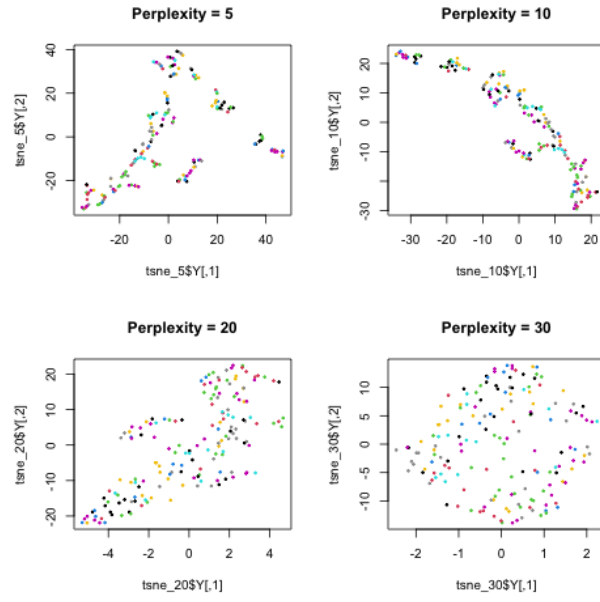 Perplexity = 5
tsne_5$Y[,2]
40
20
0
-20
-20 0 20 40
tsne_5$Y[,1]
Perplexity = 10
tsne_10$Y[,2]
20
10
0
-10
-30
-30 -20 -10 0 10 20
tsne_10$Y[,1]
Perplexity = 20
tsne_20$Y[,2]
20
10
0
-10
-20
-4 -2 0 2 4
tsne_20$Y[,1]
Perplexity = 30
tsne_30$Y[,2]
10
5
0
-5
-10
-2 -1 0 1 2
tsne_30$Y[,1]